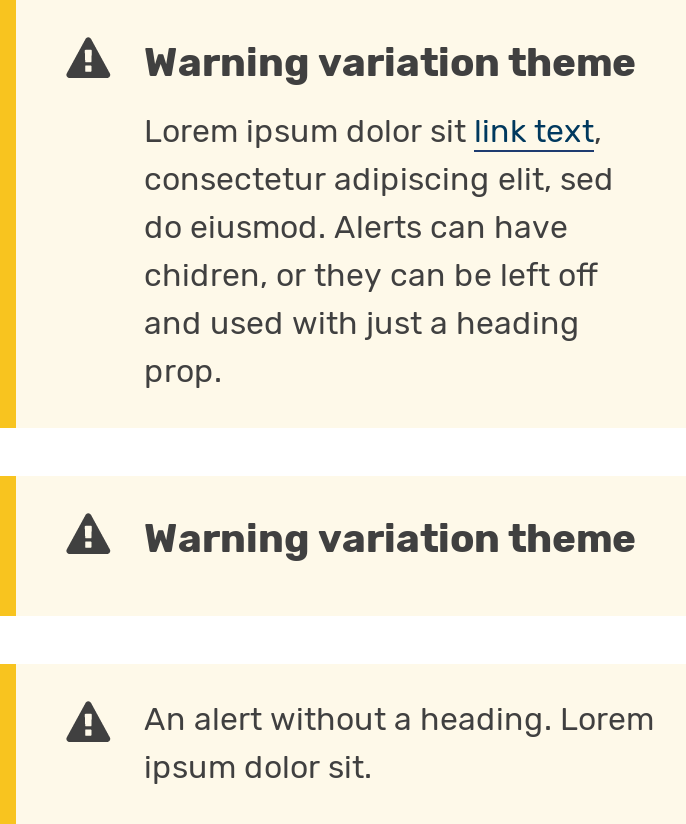 Warning variation theme
Lorem ipsum dolor sit link text,
consectetur adipiscing elit, sed
do eiusmod. Alerts can have
chidren, or they can be left off
and used with just a heading
prop.
Warning variation theme
An alert without a heading. Lorem
ipsum dolor sit.